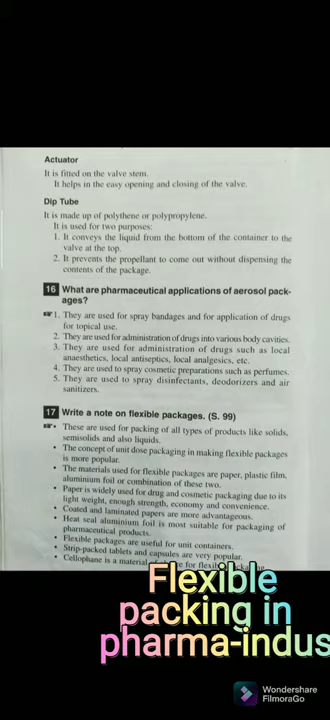 Actuator
It is fitted on the valve stem.
It helps in the easy opening and closing of the valve.
Dip Tube
It is made up of polythene or polypropylene.
It is used for two purposes:
1. It conveys the liquid from the bottom of the container to the
valve at the top.
2. It prevents the propellant to come out without dispensing the
contents of the package.
16 What are pharmaceutical applications of aerosol pack-
ages?
☛ 1. They are used for spray bandages and for application of drugs
for topical use.
2. They are used for administration of drugs into various body cavities.
3. They are used for administration of drugs such as local
anaesthetics, local antiseptics, local analgesics, etc.
4. They are used to spray cosmetic preparations such as perfumes.
5. They are used to spray disinfectants, deodorizers and air
sanitizers.
17 Write a note on flexible packages. (S. 99)
☛ • These are used for packing of all types of products like solids,
semisolids and also liquids.
• The concept of unit dose packaging in making flexible packages
is more popular.
• The materials used for flexible packages are paper, plastic film,
aluminium foil or combination of these two.
• Paper is widely used for drug and cosmetic packaging due to its
light weight, enough strength, economy and convenience.
• Coated and laminated papers are more advantageous.
• Heat seal aluminium foil is most suitable for packaging of
pharmaceutical products.
• Flexible packages are useful for unit containers.
• Strip-packed tablets and capsules are very popular.
• Cellophane is a material for flexible
Flexible
packing in
pharma-indus
Wondershare
FilmoraGo